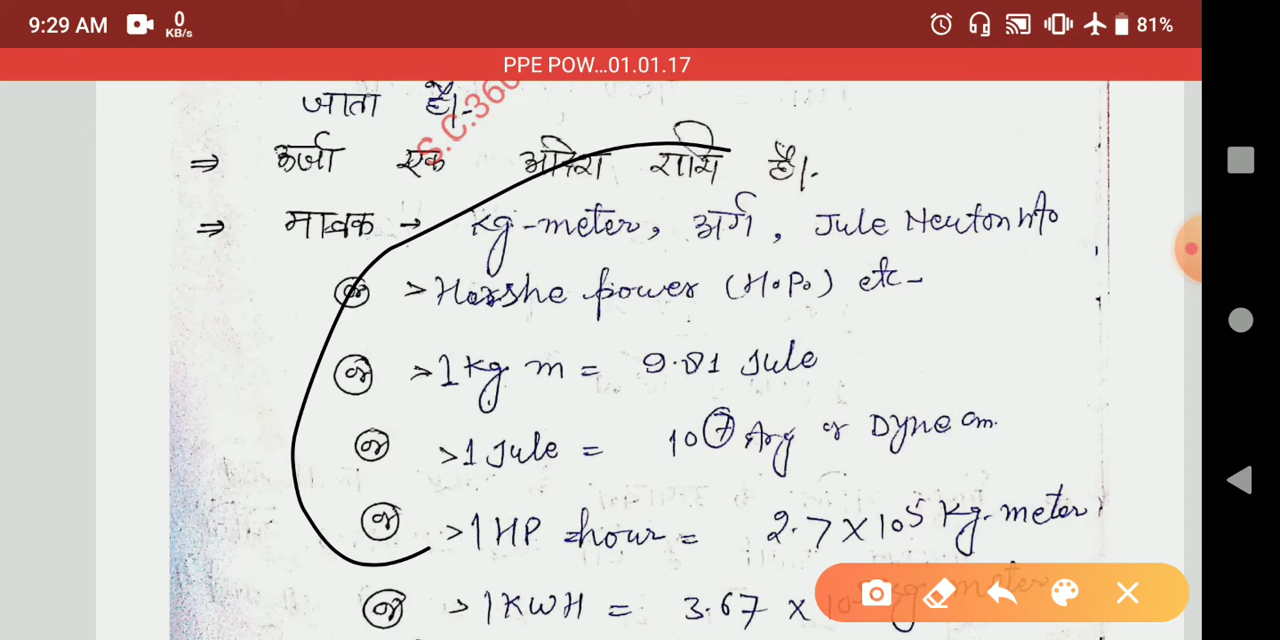 9:29 AM 0 KB/s 81%
PPE POW...01.01.17
जाता है।-
S.C.360
⇒ ऊर्जा एक अदिश राशि है।-
⇒ मात्रक → Kg-meter, अर्ग, Jule Newton
>Horshe power (H.P.) etc-
>1 Kg m = 9.81 Jule
>1 Jule = 10⁷ Arg or Dyne cm.
>1 HP hour = 2.7 × 10⁵ Kg.meter
>1 KWH = 3.67 ×